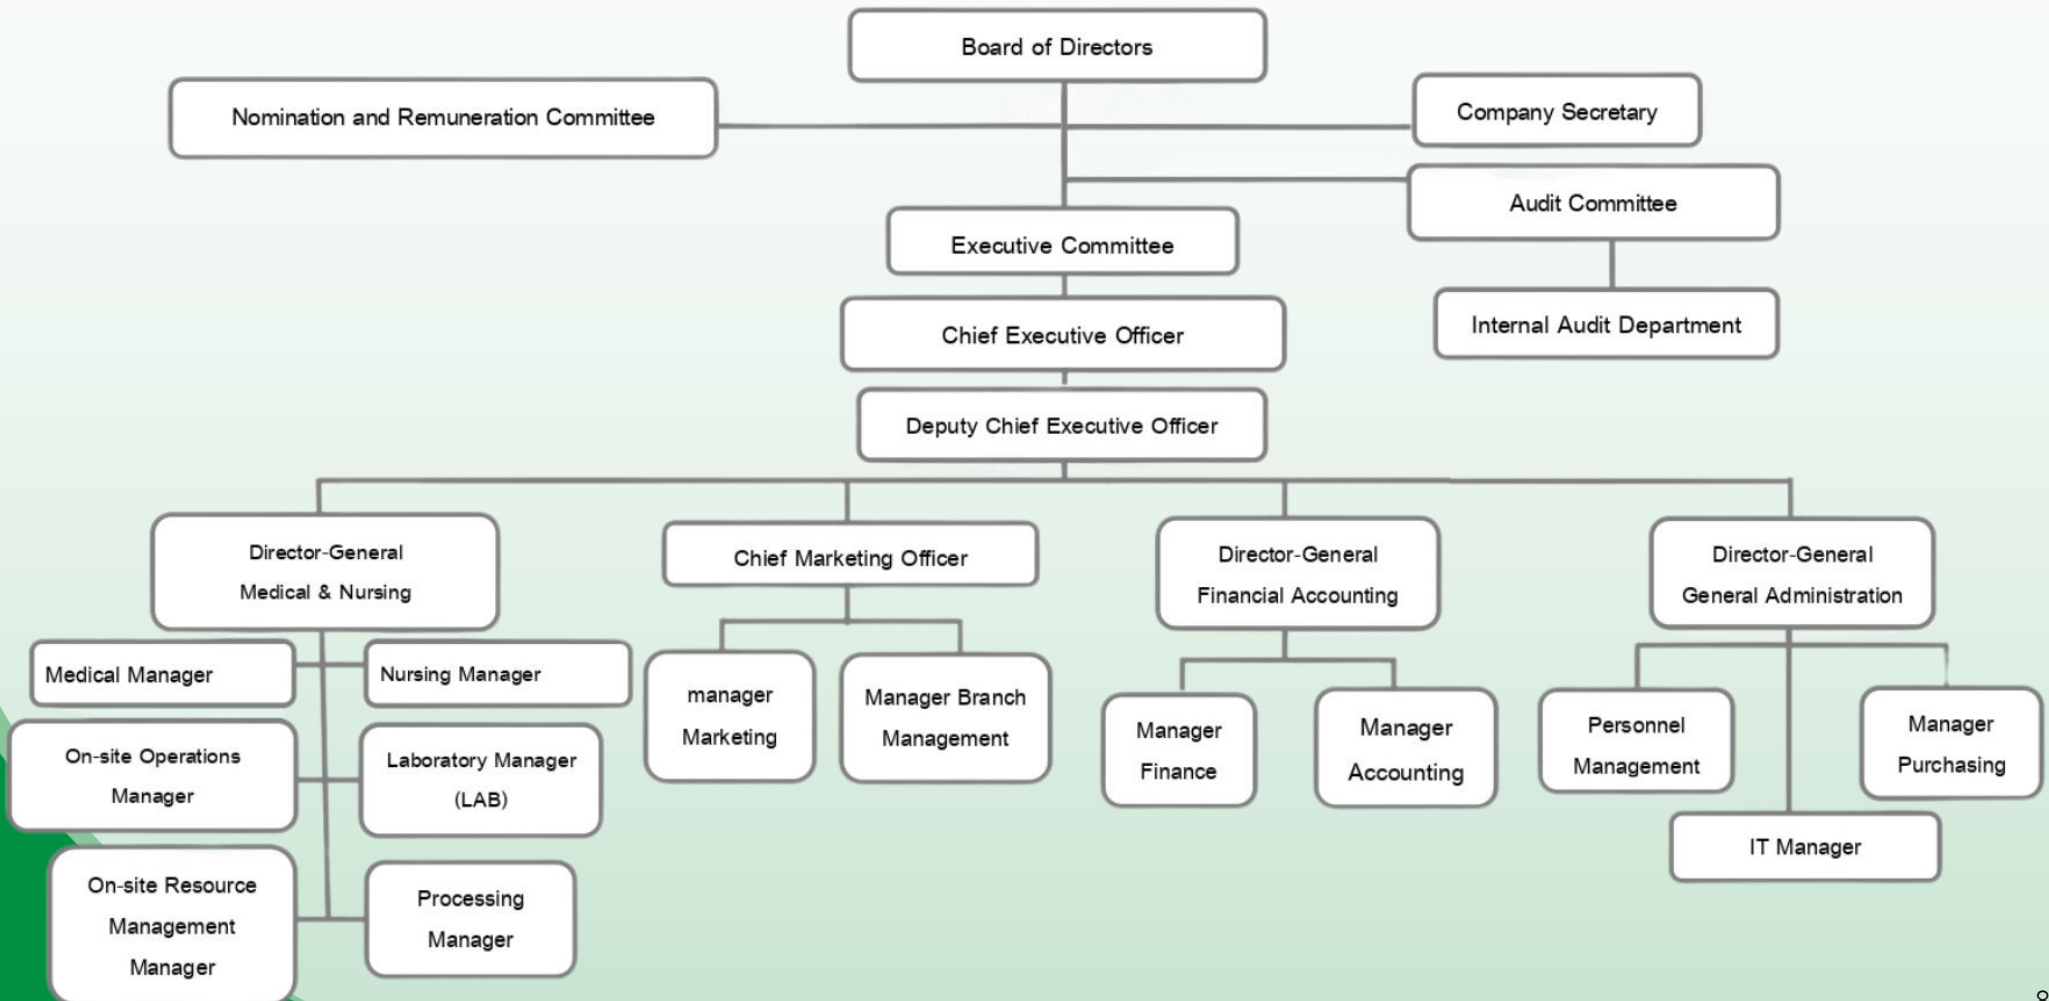 Board of Directors
Nomination and Remuneration Committee
Company Secretary
Audit Committee
Executive Committee
Internal Audit Department
Chief Executive Officer
Deputy Chief Executive Officer
Director-General
Medical & Nursing
Chief Marketing Officer
Director-General
Financial Accounting
Director-General
General Administration
Medical Manager
Nursing Manager
On-site Operations
Manager
Laboratory Manager
(LAB)
On-site Resource
Management
Manager
Processing
Manager
manager
Marketing
Manager Branch
Management
Manager
Finance
Manager
Accounting
Personnel
Management
Manager
Purchasing
IT Manager